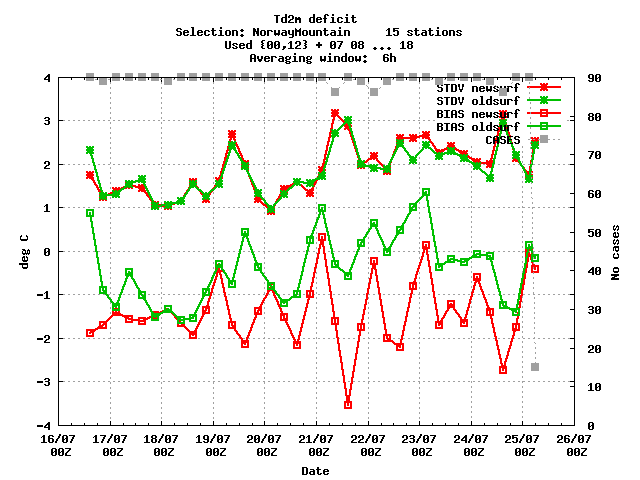 Td2m deficit
Selection: NorwayMountain 15 stations
Used {00,12} + 07 08 ... 18
Averaging window: 6h
STDV newsurf
STDV oldsurf
BIAS newsurf
BIAS oldsurf
CASES
deg C
4
3
2
1
0
-1
-2
-3
-4
No cases
90
80
70
60
50
40
30
20
10
0
16/07 17/07 18/07 19/07 20/07 21/07 22/07 23/07 24/07 25/07 26/07
00Z 00Z 00Z 00Z 00Z 00Z 00Z 00Z 00Z 00Z 00Z
Date